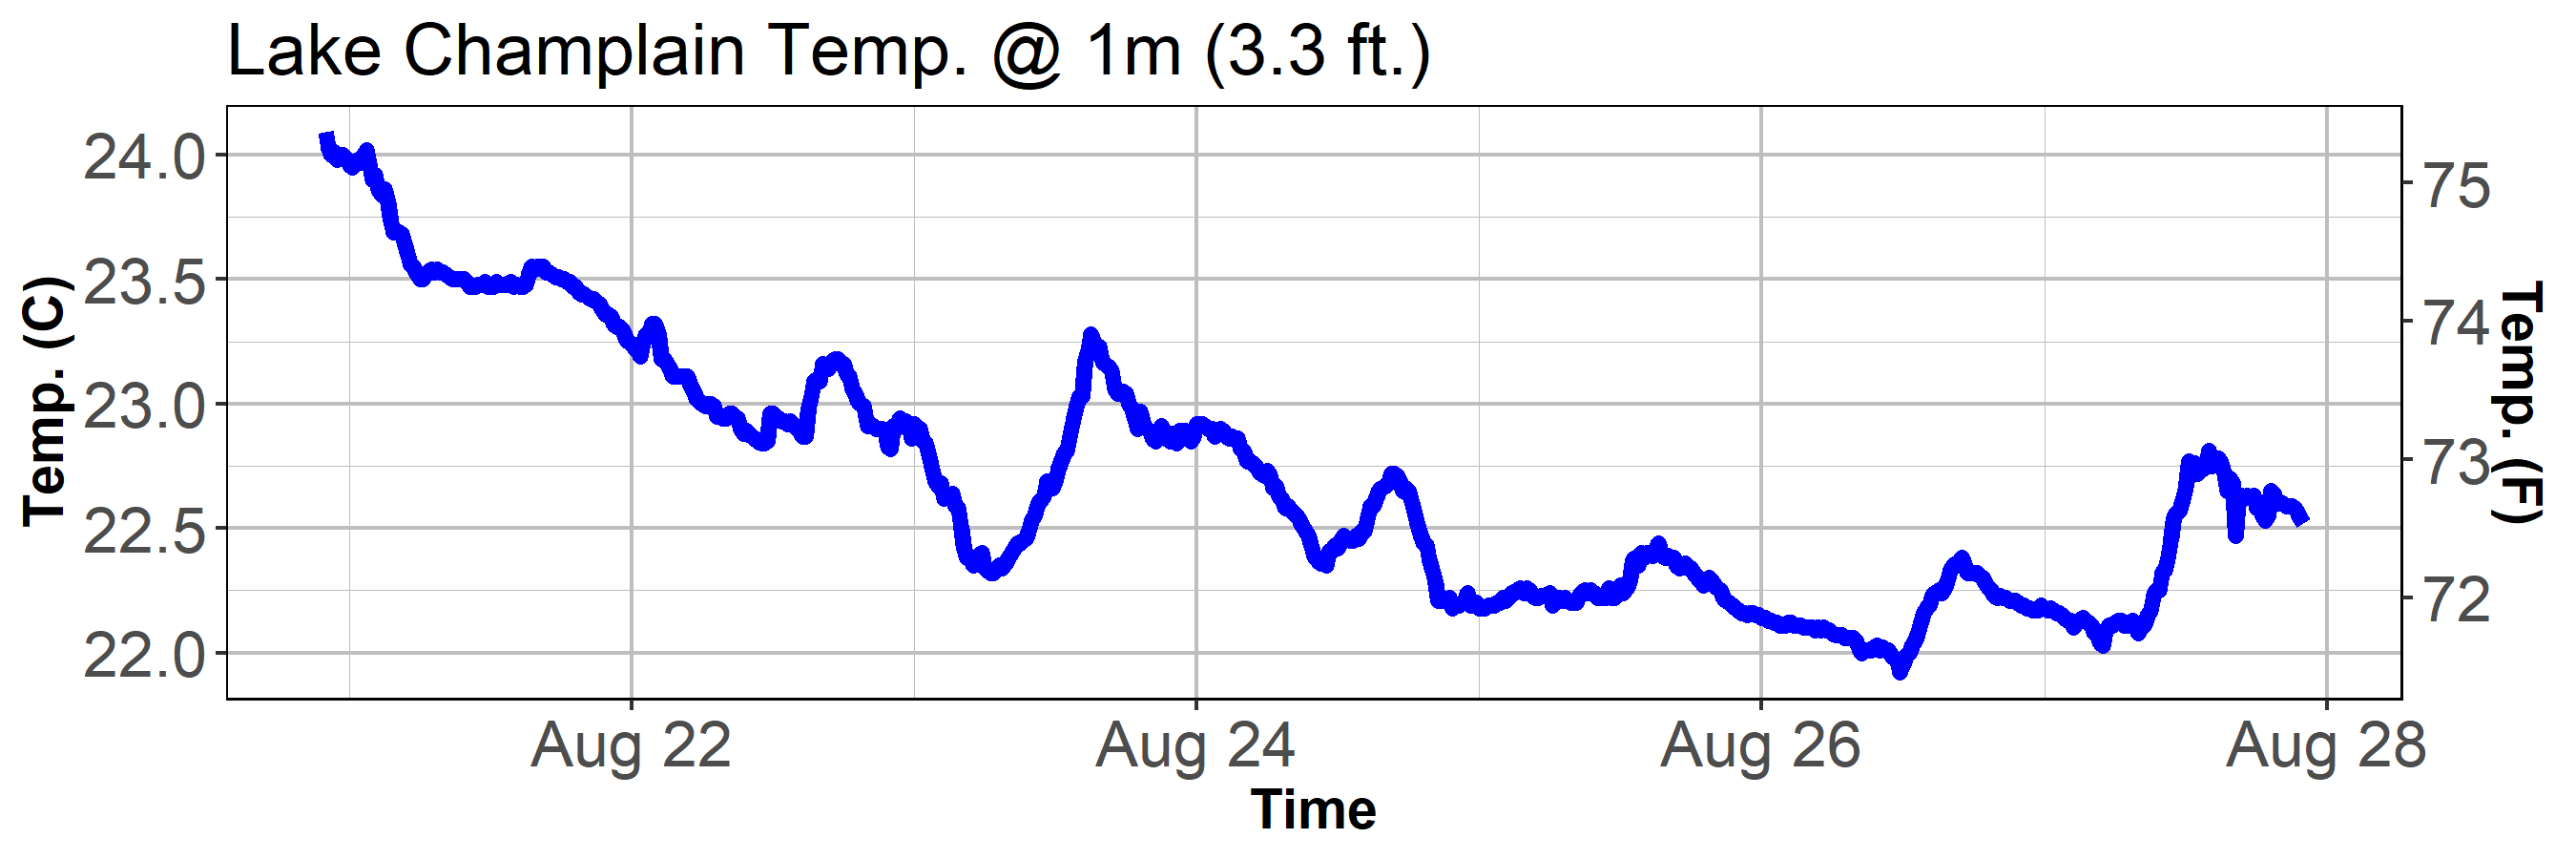 Lake Champlain Temp. @ 1m (3.3 ft.)
Temp. (C)
24.0
23.5
23.0
22.5
22.0
75
74
73
72
Temp. (F)
Aug 22 Aug 24 Aug 26 Aug 28
Time